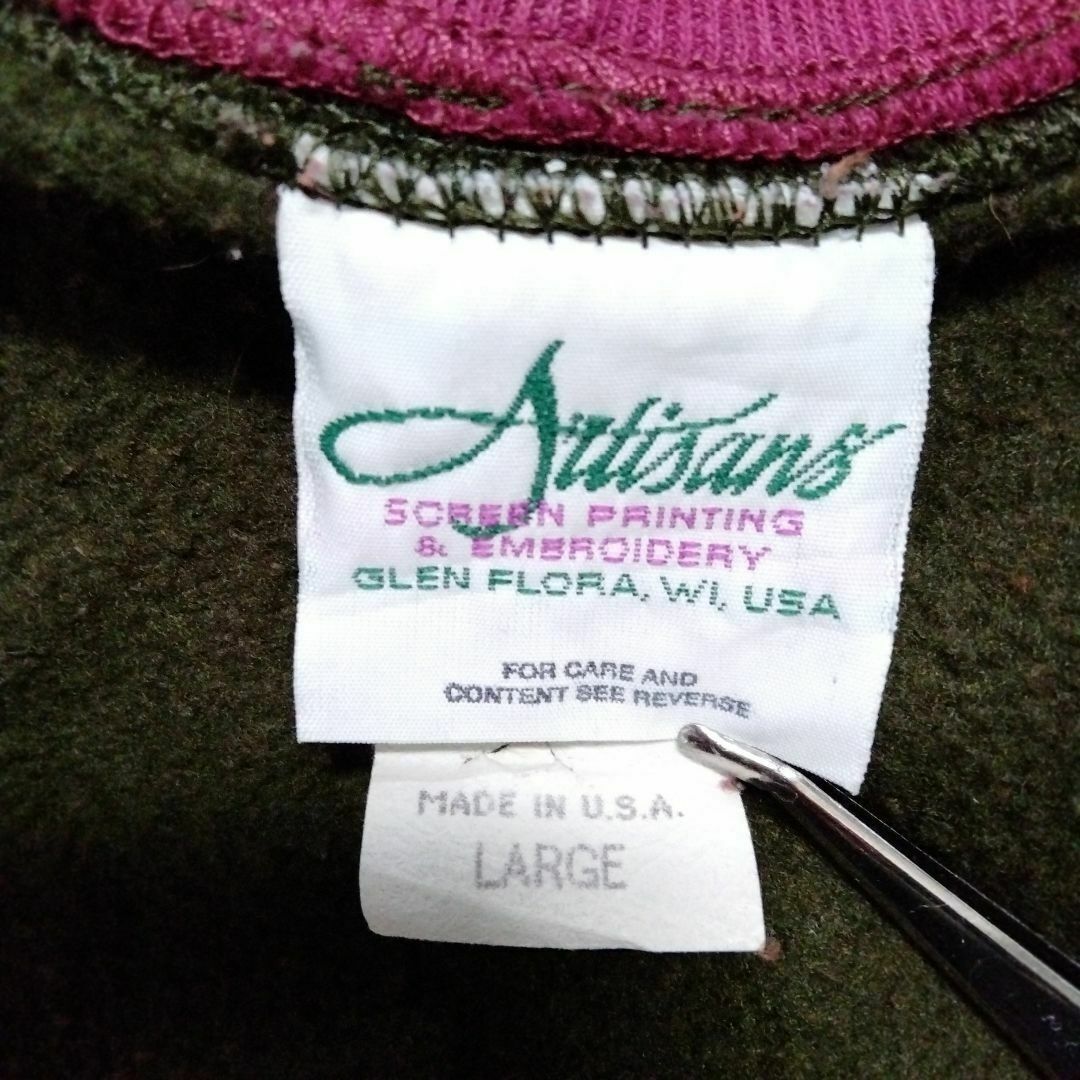 Artisans
SCREEN PRINTING
& EMBROIDERY
GLEN FLORA, WI, USA
FOR CARE AND
CONTENT SEE REVERSE
MADE IN U.S.A.
LARGE